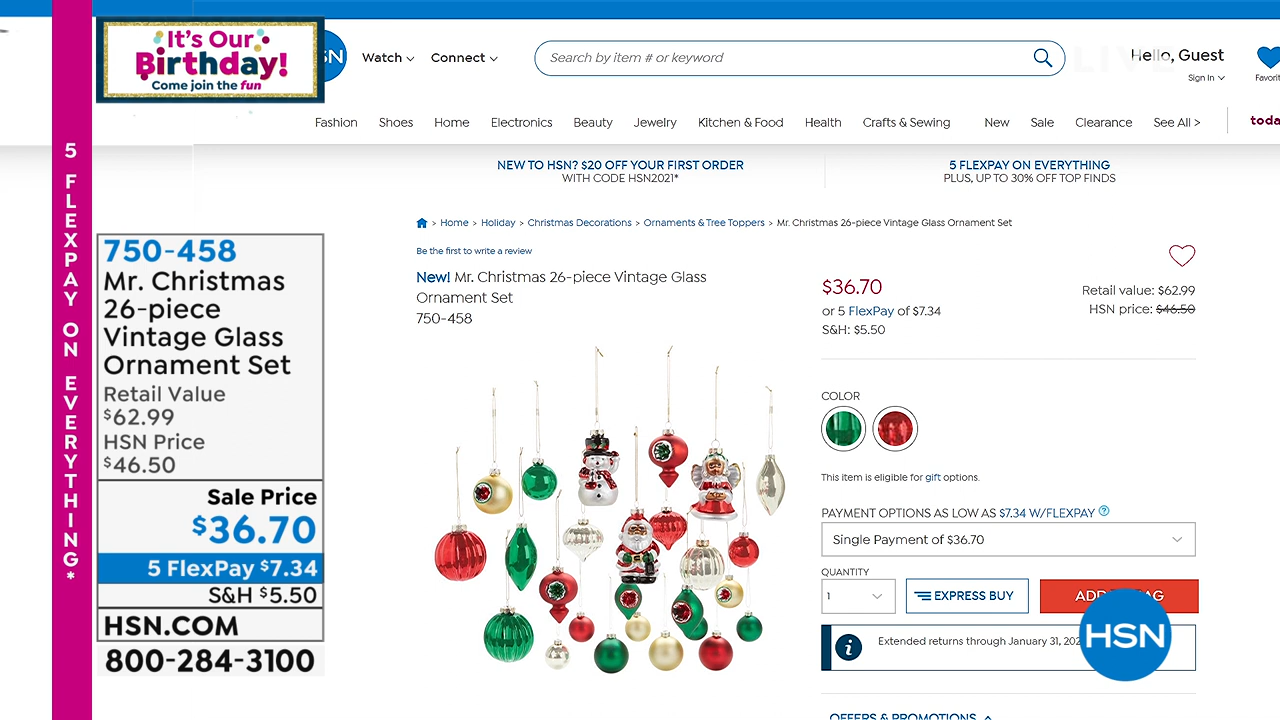 It's Our
Birthday!
Come join the fun
5 FLEXPAY ON EVERYTHING*
750-458
Mr. Christmas
26-piece
Vintage Glass
Ornament Set
Retail Value
$62.99
HSN Price
$46.50
Sale Price
$36.70
5 FlexPay $7.34
S&H $5.50
HSN.COM
800-284-3100
Watch
Connect
Search by item # or keyword
LIVE
Hello, Guest
Sign In
Fashion Shoes Home Electronics Beauty Jewelry Kitchen & Food Health Crafts & Sewing New Sale Clearance See All >
NEW TO HSN? $20 OFF YOUR FIRST ORDER
WITH CODE HSN2021*
5 FLEXPAY ON EVERYTHING
PLUS, UP TO 30% OFF TOP FINDS
> Home > Holiday > Christmas Decorations > Ornaments & Tree Toppers > Mr. Christmas 26-piece Vintage Glass Ornament Set
Be the first to write a review
New! Mr. Christmas 26-piece Vintage Glass
Ornament Set
750-458
$36.70
or 5 FlexPay of $7.34
S&H: $5.50
Retail value: $62.99
HSN price: $46.50
COLOR
This item is eligible for gift options.
PAYMENT OPTIONS AS LOW AS $7.34 W/FLEXPAY
Single Payment of $36.70
QUANTITY
1
EXPRESS BUY
Extended returns through January 31,
HSN
OFFERS & PROMOTIONS